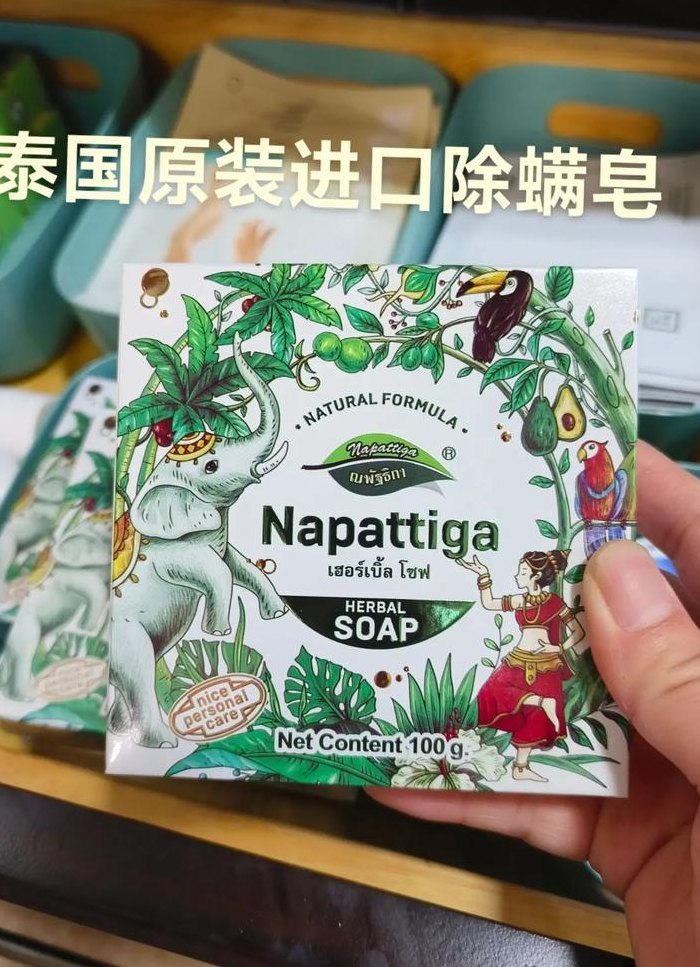 泰国原装进口除螨皂
NATURAL FORMULA
Napattiga
ณพัฐธิกา
Napattiga
เฮอร์เบิ้ล โซฟ
HERBAL
SOAP
nice
personal
care
Net Content 100 g.